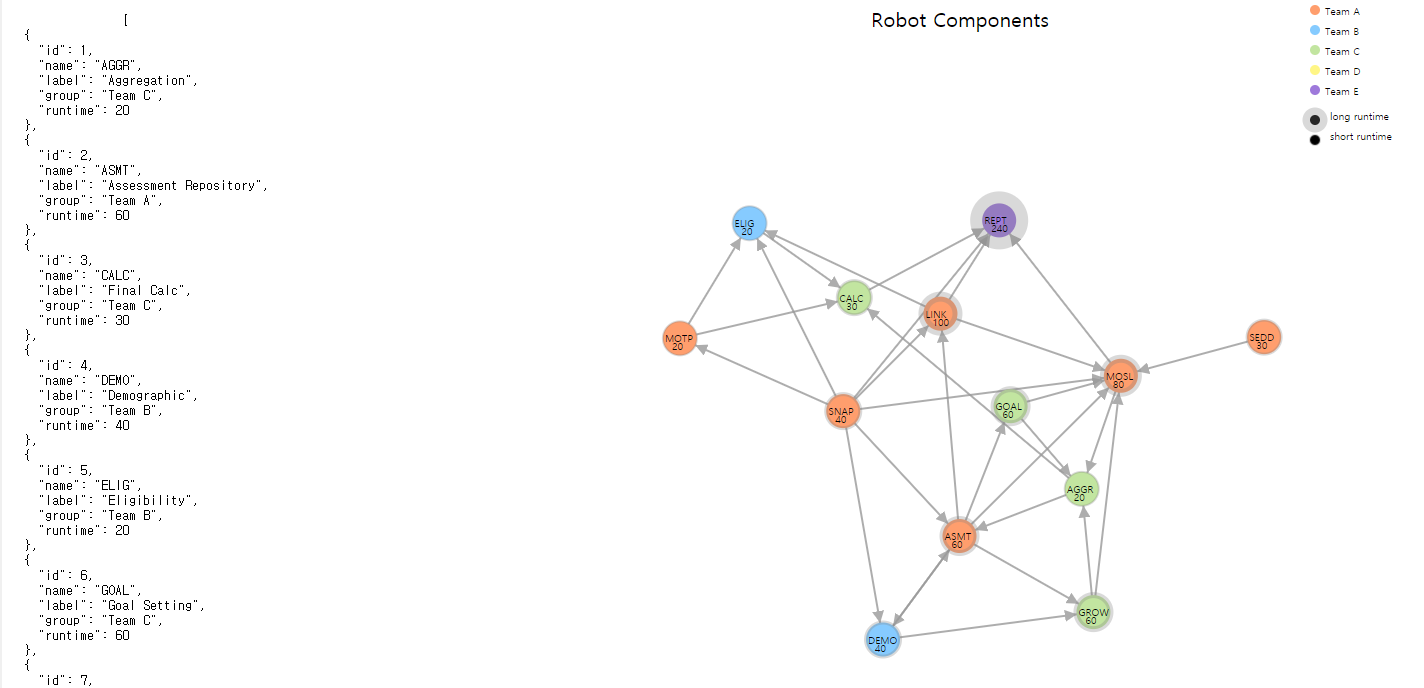 [
{
"id": 1,
"name": "AGGR",
"label": "Aggregation",
"group": "Team C",
"runtime": 20
},
{
"id": 2,
"name": "ASMT",
"label": "Assessment Repository",
"group": "Team A",
"runtime": 60
},
{
"id": 3,
"name": "CALC",
"label": "Final Calc",
"group": "Team C",
"runtime": 30
},
{
"id": 4,
"name": "DEMO",
"label": "Demographic",
"group": "Team B",
"runtime": 40
},
{
"id": 5,
"name": "ELIG",
"label": "Eligibility",
"group": "Team B",
"runtime": 20
},
{
"id": 6,
"name": "GOAL",
"label": "Goal Setting",
"group": "Team C",
"runtime": 60
},
{
"id": 7,
Robot Components
Team A
Team B
Team C
Team D
Team E
long runtime
short runtime
ELIG
20
REPT
240
CALC
30
LINK
100
MOTP
20
SEDD
30
MOSL
80
SNAP
40
GOAL
60
AGGR
20
ASMT
60
GROW
60
DEMO
40